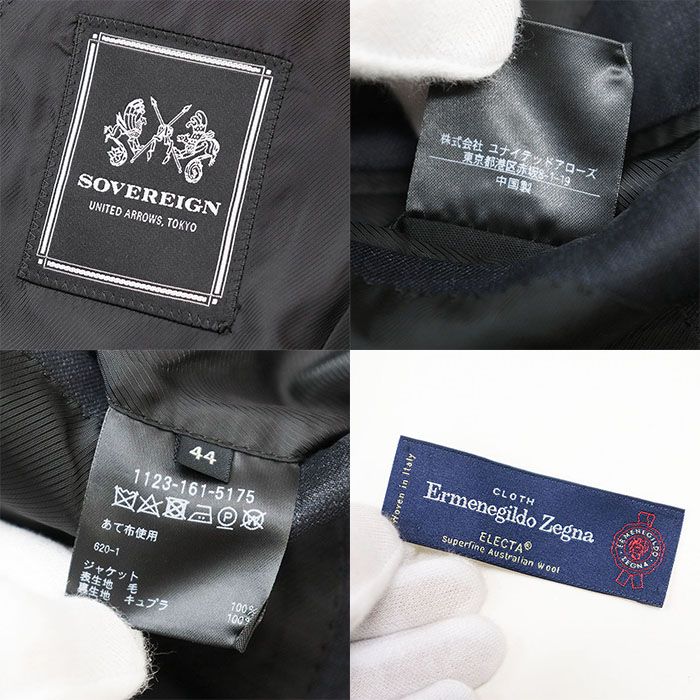 SOVEREIGN
UNITED ARROWS, TOKYO
株式会社 ユナイテッドアローズ
東京都港区赤坂8-1-19
中国製
44
1123-161-5175
あて布使用
620-1
ジャケット
表生地 毛 100%
裏生地 キュプラ 100%
Woven in Italy
CLOTH
Ermenegildo Zegna
ELECTA®
Superfine Australian Wool
ERMENEGILDO
ZEGNA